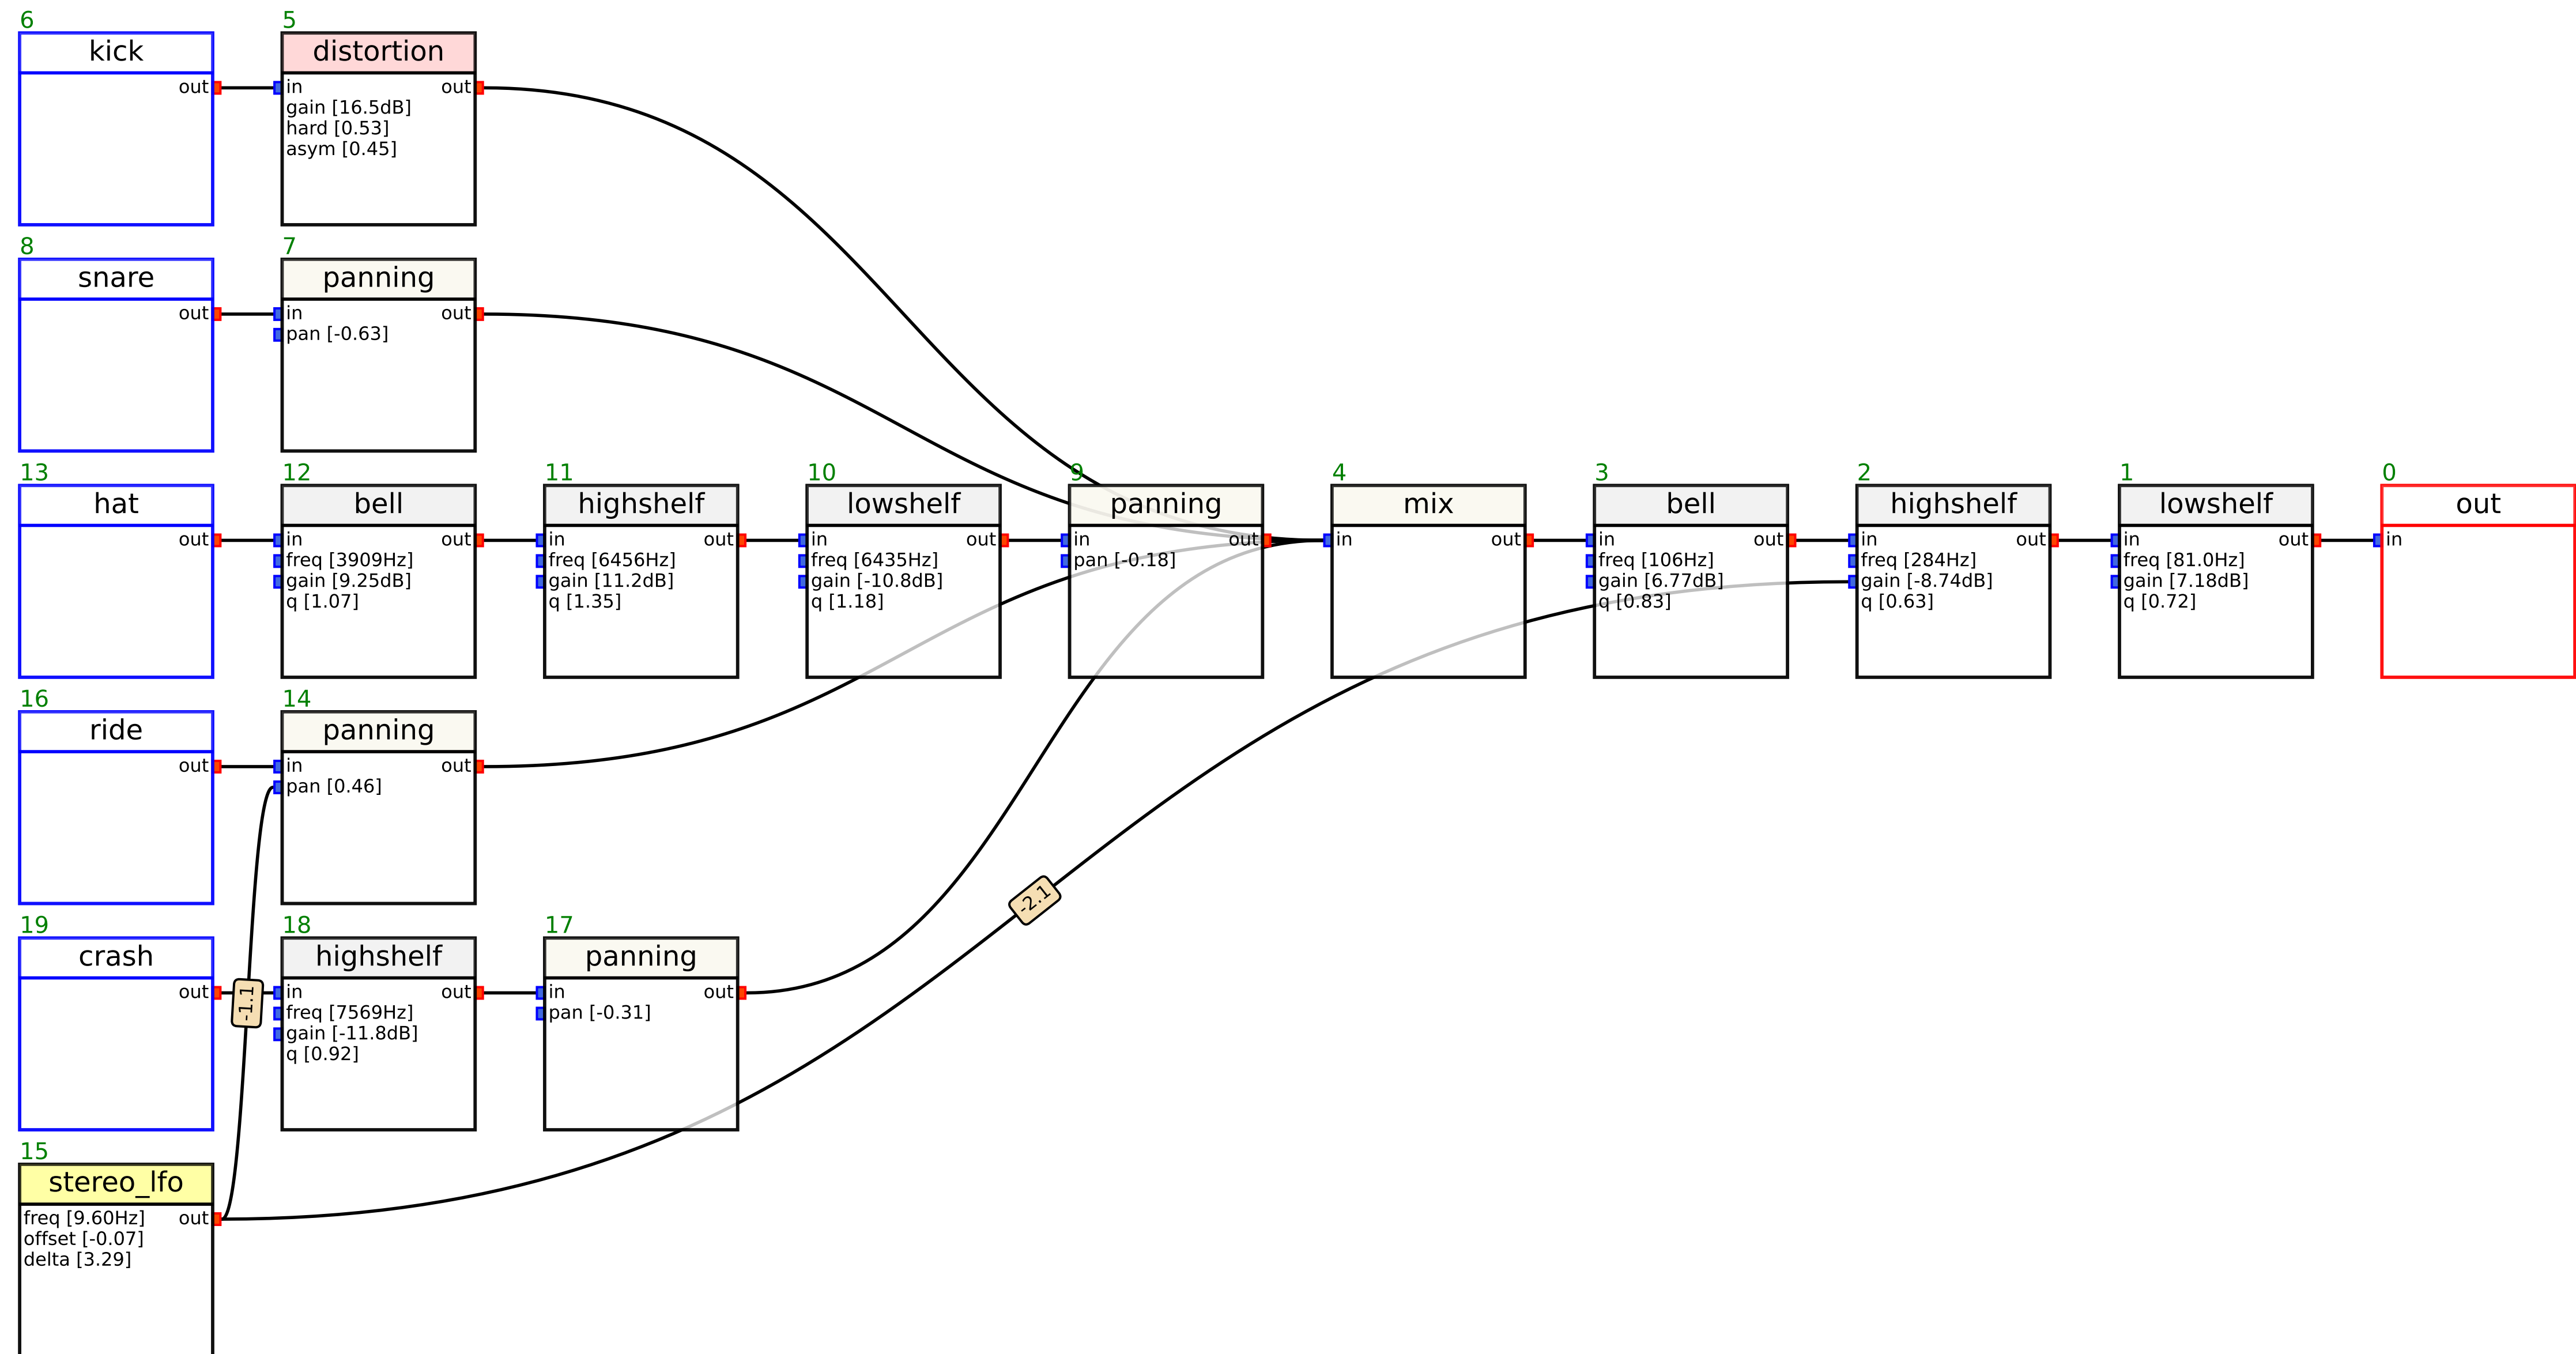 6
kick
out
5
distortion
in out
gain [16.5dB]
hard [0.53]
asym [0.45]
8
snare
out
7
panning
in out
pan [-0.63]
13
hat
out
12
bell
in out
freq [3909Hz]
gain [9.25dB]
q [1.07]
11
highshelf
in out
freq [6456Hz]
gain [11.2dB]
q [1.35]
10
lowshelf
in out
freq [6435Hz]
gain [-10.8dB]
q [1.18]
9
panning
in out
pan [-0.18]
4
mix
in out
3
bell
in out
freq [106Hz]
gain [6.77dB]
q [0.83]
2
highshelf
in out
freq [284Hz]
gain [-8.74dB]
q [0.63]
1
lowshelf
in out
freq [81.0Hz]
gain [7.18dB]
q [0.72]
0
out
in
16
ride
out
14
panning
in out
pan [0.46]
-2.1
19
crash
out
-1.1
18
highshelf
in out
freq [7569Hz]
gain [-11.8dB]
q [0.92]
17
panning
in out
pan [-0.31]
15
stereo_lfo
freq [9.60Hz] out
offset [-0.07]
delta [3.29]